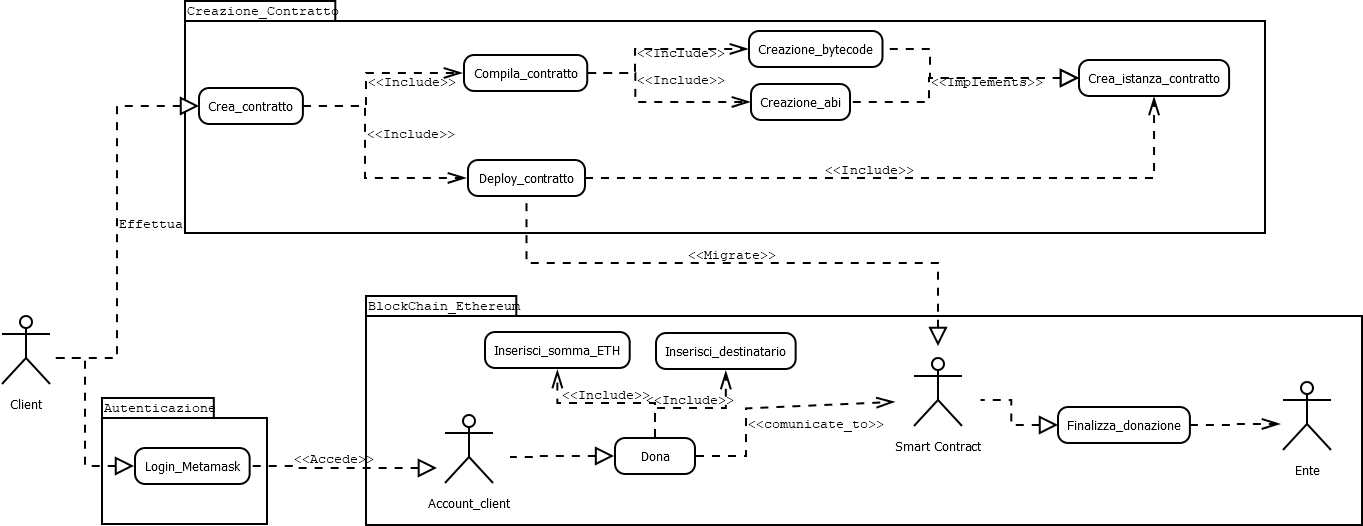 Creazione_Contratto
Creazione_bytecode
<<Include>>
Compila_contratto
<<Include>>
<<Include>>
<<Implements>>
Crea_istanza_contratto
Crea_contratto
Creazione_abi
<<Include>>
Deploy_contratto
<<Include>>
Effettua
<<Migrate>>
BlockChain_Ethereum
Inserisci_somma_ETH
Inserisci_destinatario
<<Include>>
<<Include>>
Client
Autenticazione
<<comunicate_to>>
Finalizza_donazione
Smart Contract
Login_Metamask
<<Accede>>
Dona
Ente
Account_client